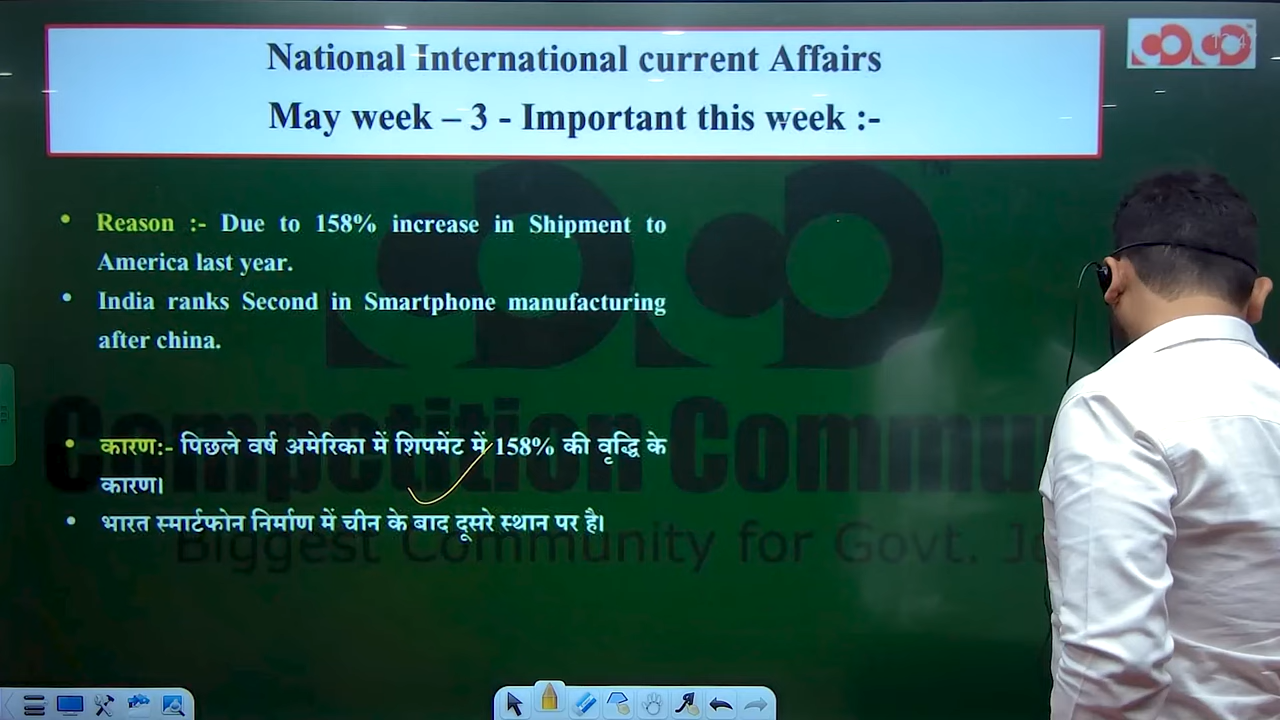 National International current Affairs
May week – 3 - Important this week :-
Reason :- Due to 158% increase in Shipment to
America last year.
India ranks Second in Smartphone manufacturing
after china.
कारण:- पिछले वर्ष अमेरिका में शिपमेंट में 158% की वृद्धि के
कारण।
भारत स्मार्टफोन निर्माण में चीन के बाद दूसरे स्थान पर है।
Competition Commu
Biggest Community for Govt.
TM